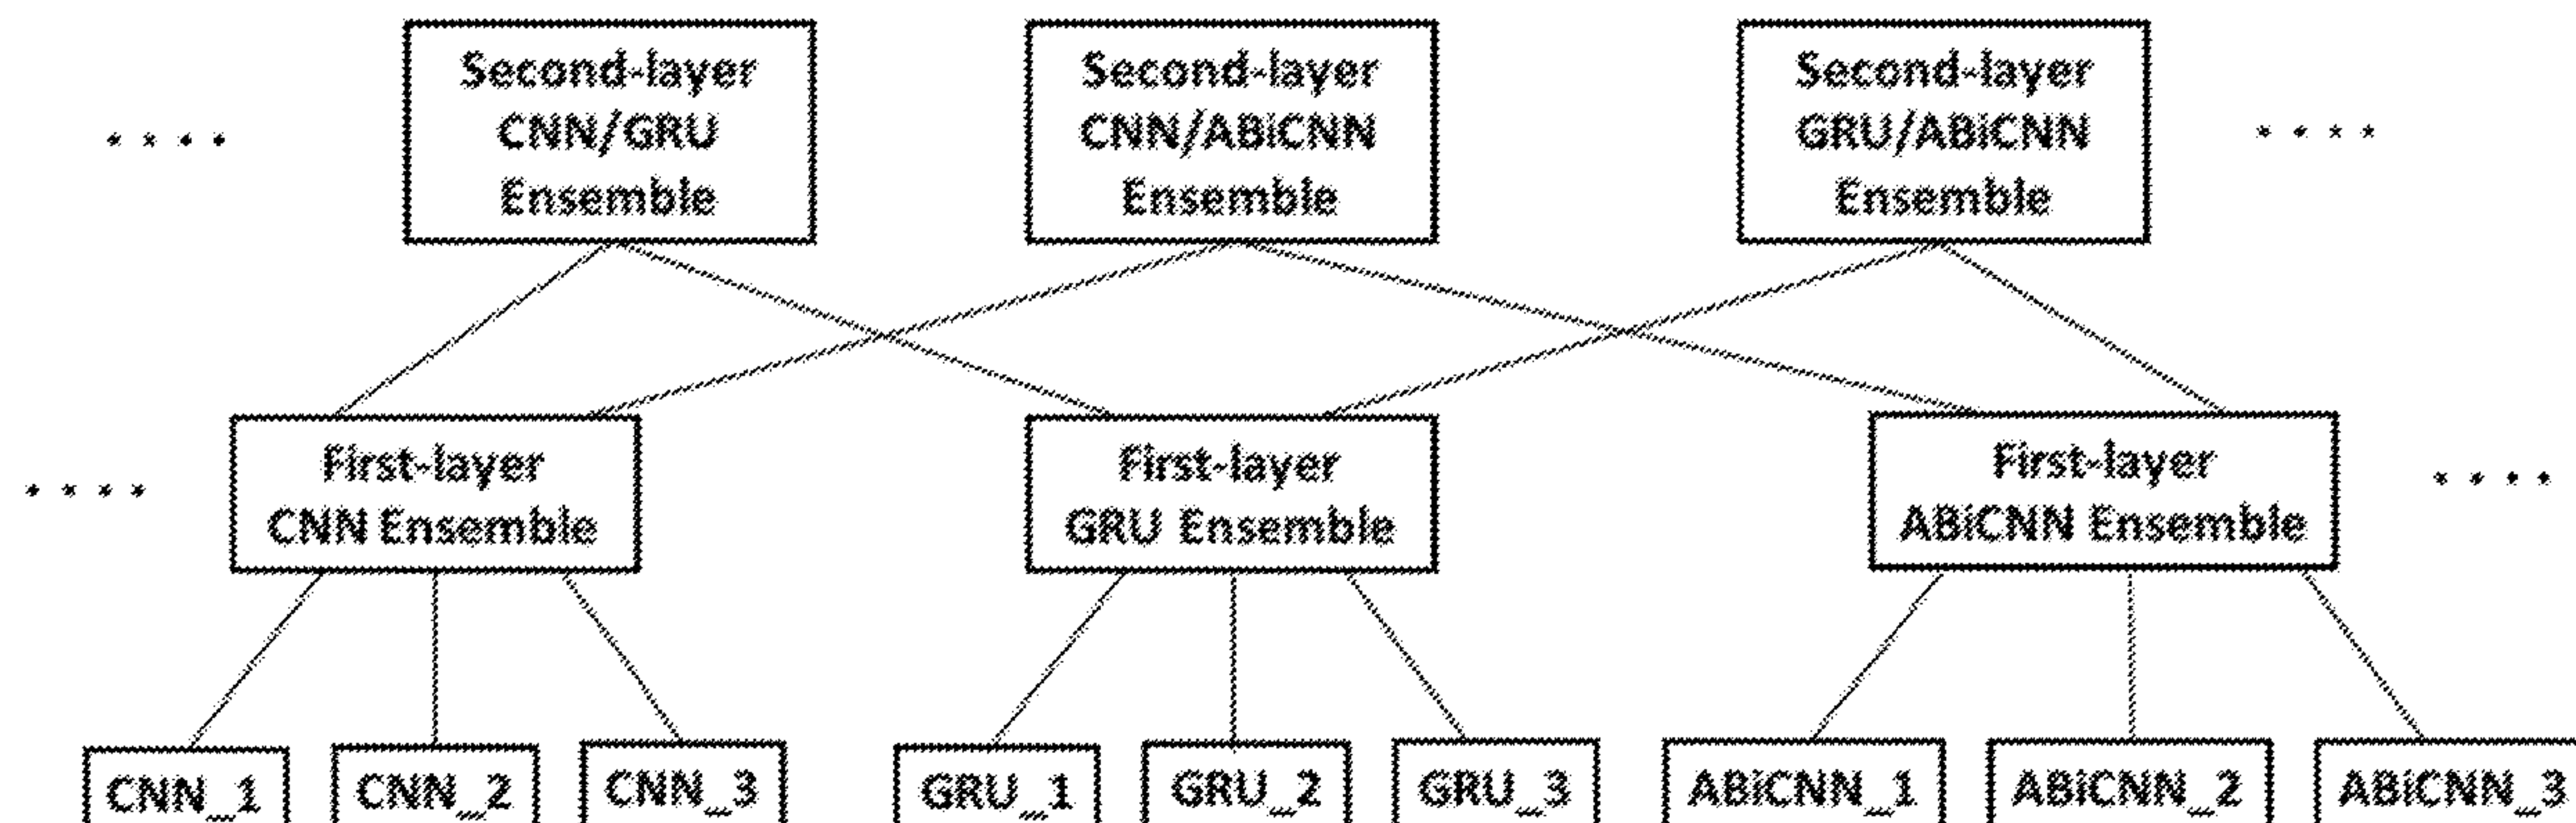 Second-layer
CNN/GRU
Ensemble
Second-layer
CNN/ABiCNN
Ensemble
Second-layer
GRU/ABiCNN
Ensemble
First-layer
CNN Ensemble
First-layer
GRU Ensemble
First-layer
ABiCNN Ensemble
CNN_1
CNN_2
CNN_3
GRU_1
GRU_2
GRU_3
ABiCNN_1
ABiCNN_2
ABiCNN_3